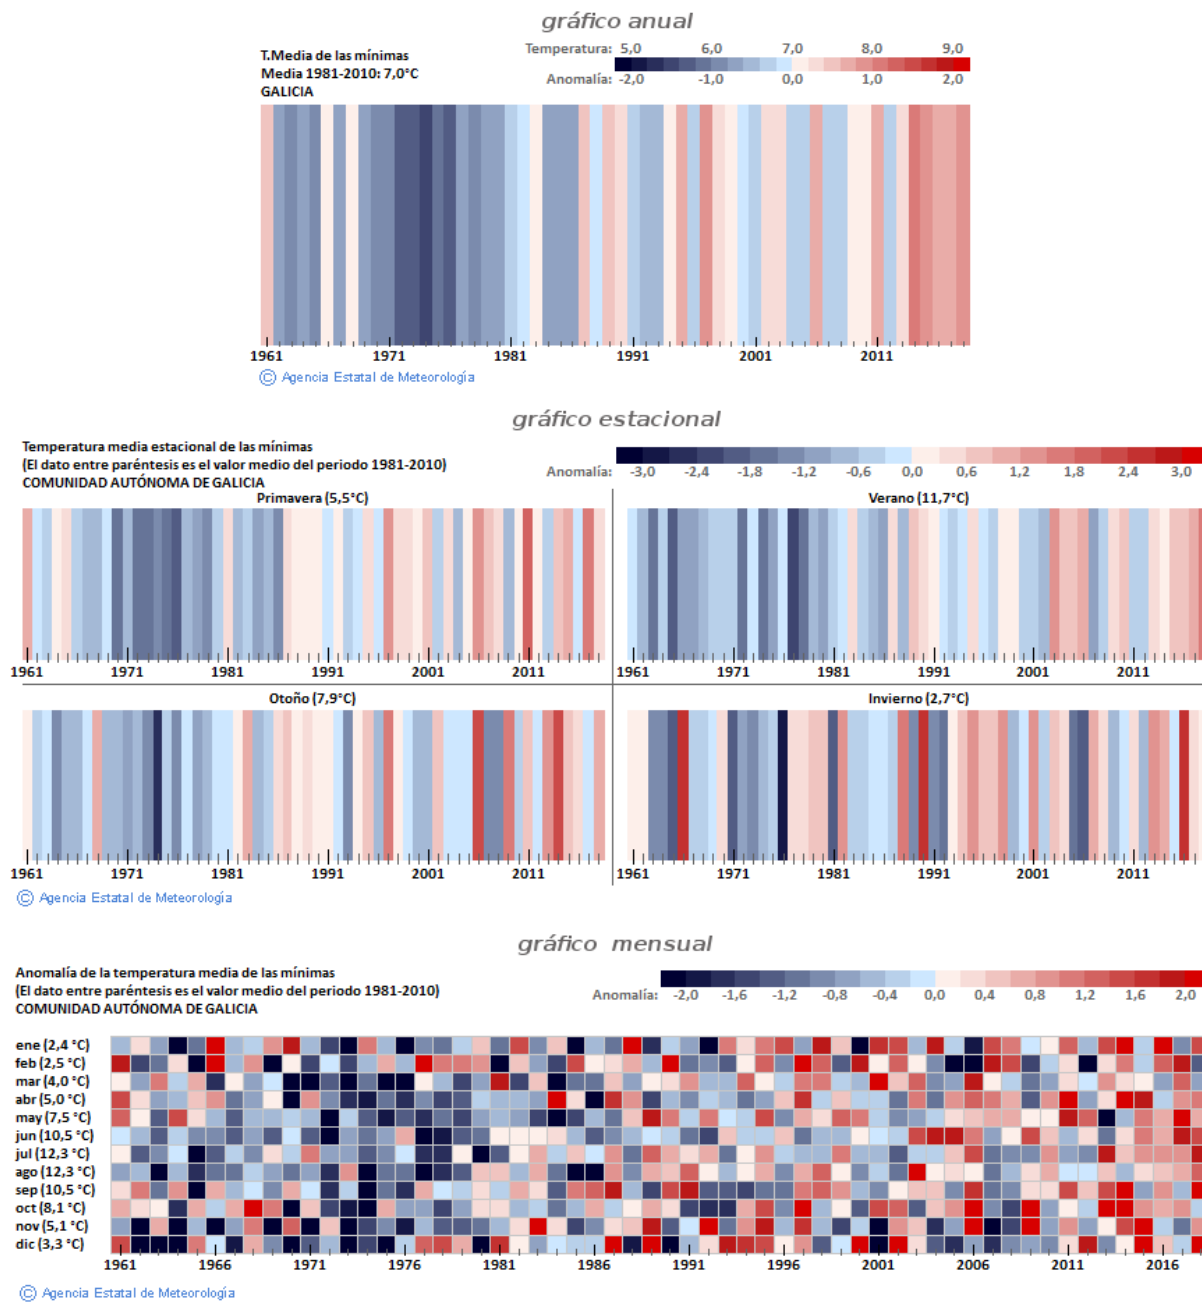 gráfico anual
T.Media de las mínimas
Media 1981-2010: 7,0°C
GALICIA
Temperatura: 5,0 6,0 7,0 8,0 9,0
Anomalía: -2,0 -1,0 0,0 1,0 2,0
1961 1971 1981 1991 2001 2011
© Agencia Estatal de Meteorología
gráfico estacional
Temperatura media estacional de las mínimas
(El dato entre paréntesis es el valor medio del periodo 1981-2010)
COMUNIDAD AUTÓNOMA DE GALICIA
Anomalía: -3,0 -2,4 -1,8 -1,2 -0,6 0,0 0,6 1,2 1,8 2,4 3,0
Primavera (5,5°C)
1961 1971 1981 1991 2001 2011
Verano (11,7°C)
1961 1971 1981 1991 2001 2011
Otoño (7,9°C)
1961 1971 1981 1991 2001 2011
Invierno (2,7°C)
1961 1971 1981 1991 2001 2011
© Agencia Estatal de Meteorología
gráfico mensual
Anomalía de la temperatura media de las mínimas
(El dato entre paréntesis es el valor medio del periodo 1981-2010)
COMUNIDAD AUTÓNOMA DE GALICIA
Anomalía: -2,0 -1,6 -1,2 -0,8 -0,4 0,0 0,4 0,8 1,2 1,6 2,0
ene (2,4 °C)
feb (2,5 °C)
mar (4,0 °C)
abr (5,0 °C)
may (7,5 °C)
jun (10,5 °C)
jul (12,3 °C)
ago (12,3 °C)
sep (10,5 °C)
oct (8,1 °C)
nov (5,1 °C)
dic (3,3 °C)
1961 1966 1971 1976 1981 1986 1991 1996 2001 2006 2011 2016
© Agencia Estatal de Meteorología